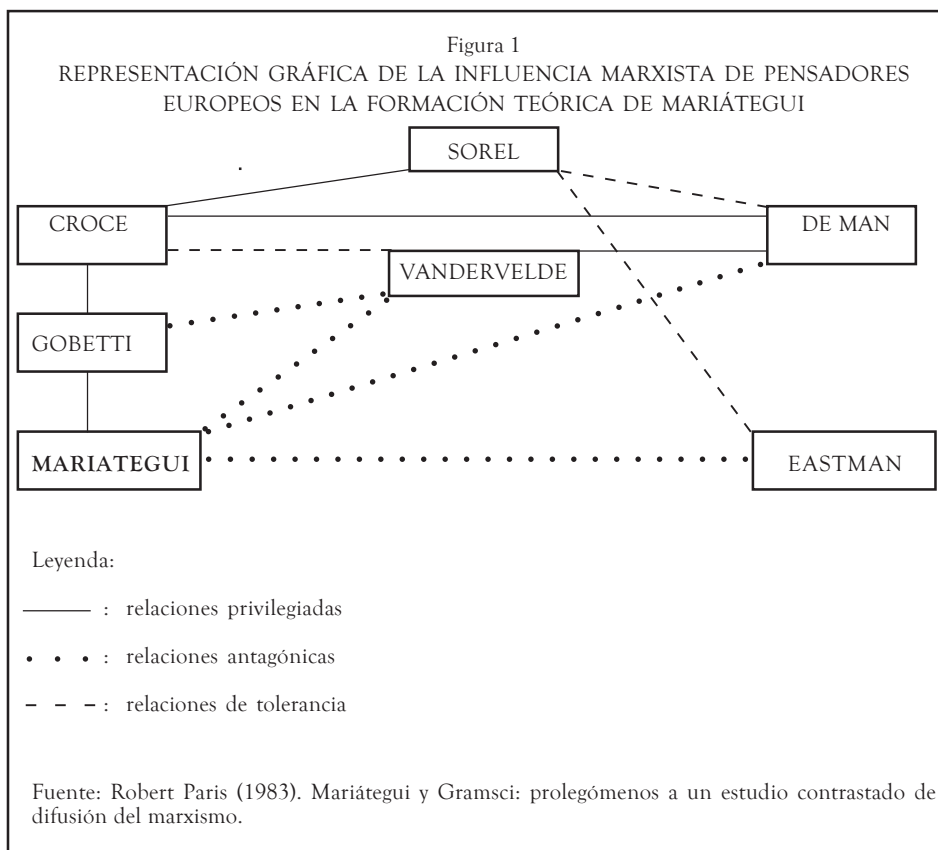 Figura 1
REPRESENTACIÓN GRÁFICA DE LA INFLUENCIA MARXISTA DE PENSADORES
EUROPEOS EN LA FORMACIÓN TEÓRICA DE MARIÁTEGUI
SOREL
CROCE
DE MAN
VANDERVELDE
GOBETTI
MARIATEGUI
EASTMAN
Leyenda:
: relaciones privilegiadas
: relaciones antagónicas
: relaciones de tolerancia
Fuente: Robert Paris (1983). Mariátegui y Gramsci: prolegómenos a un estudio contrastado de
difusión del marxismo.